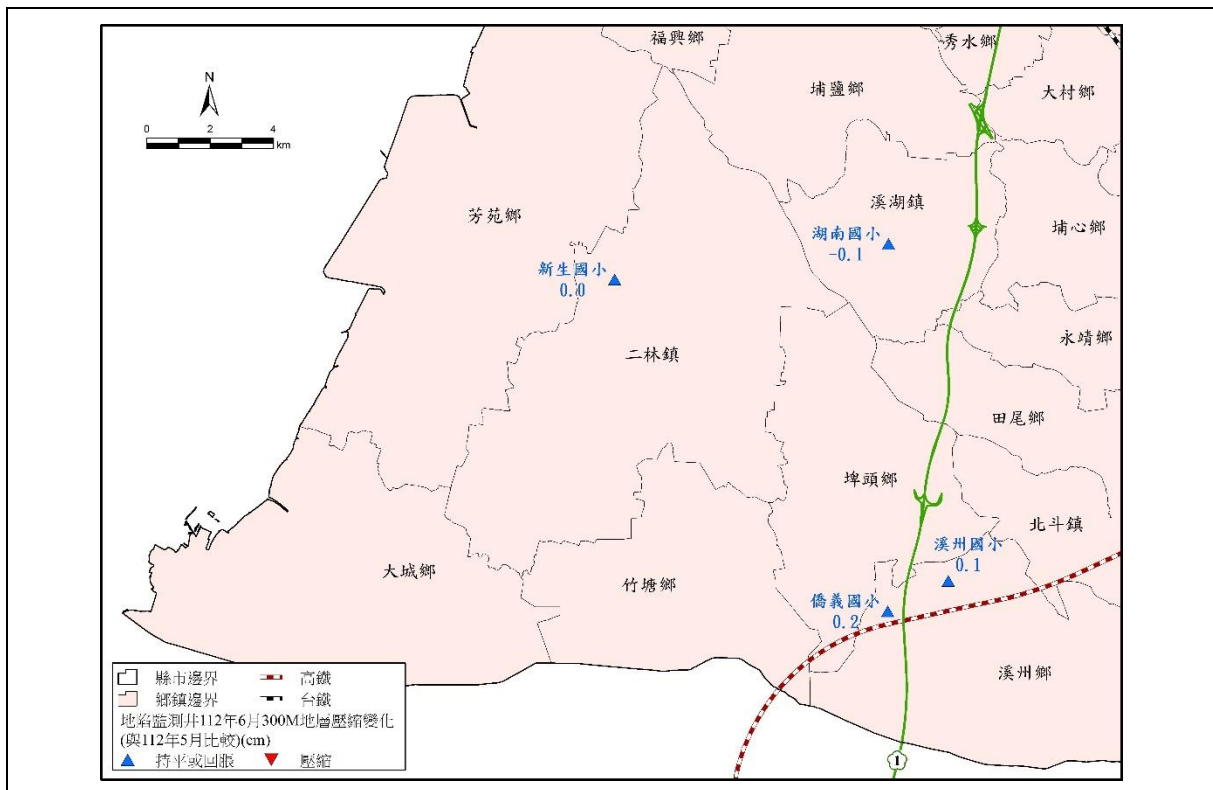 福興鄉
秀水鄉
埔鹽鄉
大村鄉
N
0 2 4
km
芳苑鄉
溪湖鎮
埔心鄉
湖南國小
-0.1
新生國小
0.0
二林鎮
永靖鄉
田尾鄉
埤頭鄉
北斗鎮
溪州國小
0.1
大城鄉
竹塘鄉
僑義國小
0.2
溪州鄉
縣市邊界 高鐵
鄉鎮邊界 台鐵
地陷監測井112年6月300M地層壓縮變化
(與112年5月比較)(cm)
持平或回脹 壓縮
1